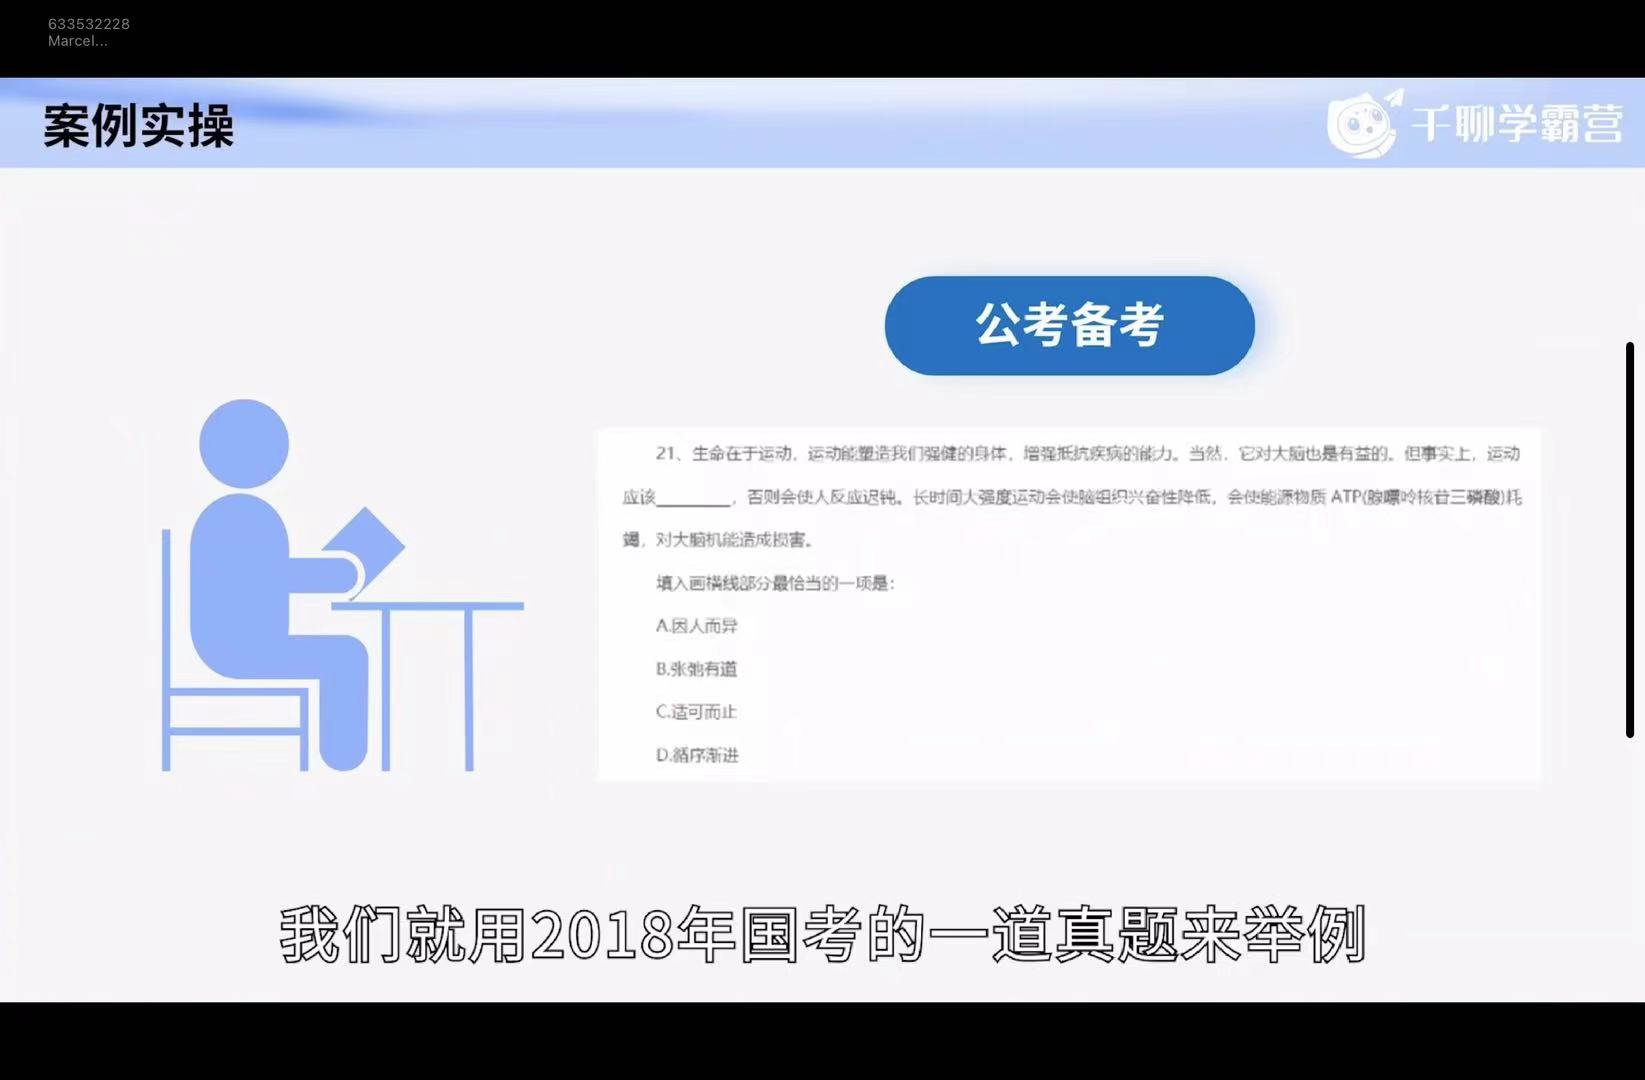 633532228
Marcel...
案例实操
千聊学霸营
公考备考
21、生命在于运动，运动能塑造我们强健的身体，增强抵抗疾病的能力。当然，它对大脑也是有益的。但事实上，运动
应该________，否则会使人反应迟钝。长时间大强度运动会使脑组织兴奋性降低，会使能源物质 ATP(腺嘌呤核苷三磷酸)耗
竭，对大脑机能造成损害。
填入画横线部分最恰当的一项是：
A.因人而异
B.张弛有道
C.适可而止
D.循序渐进
我们就用2018年国考的一道真题来举例